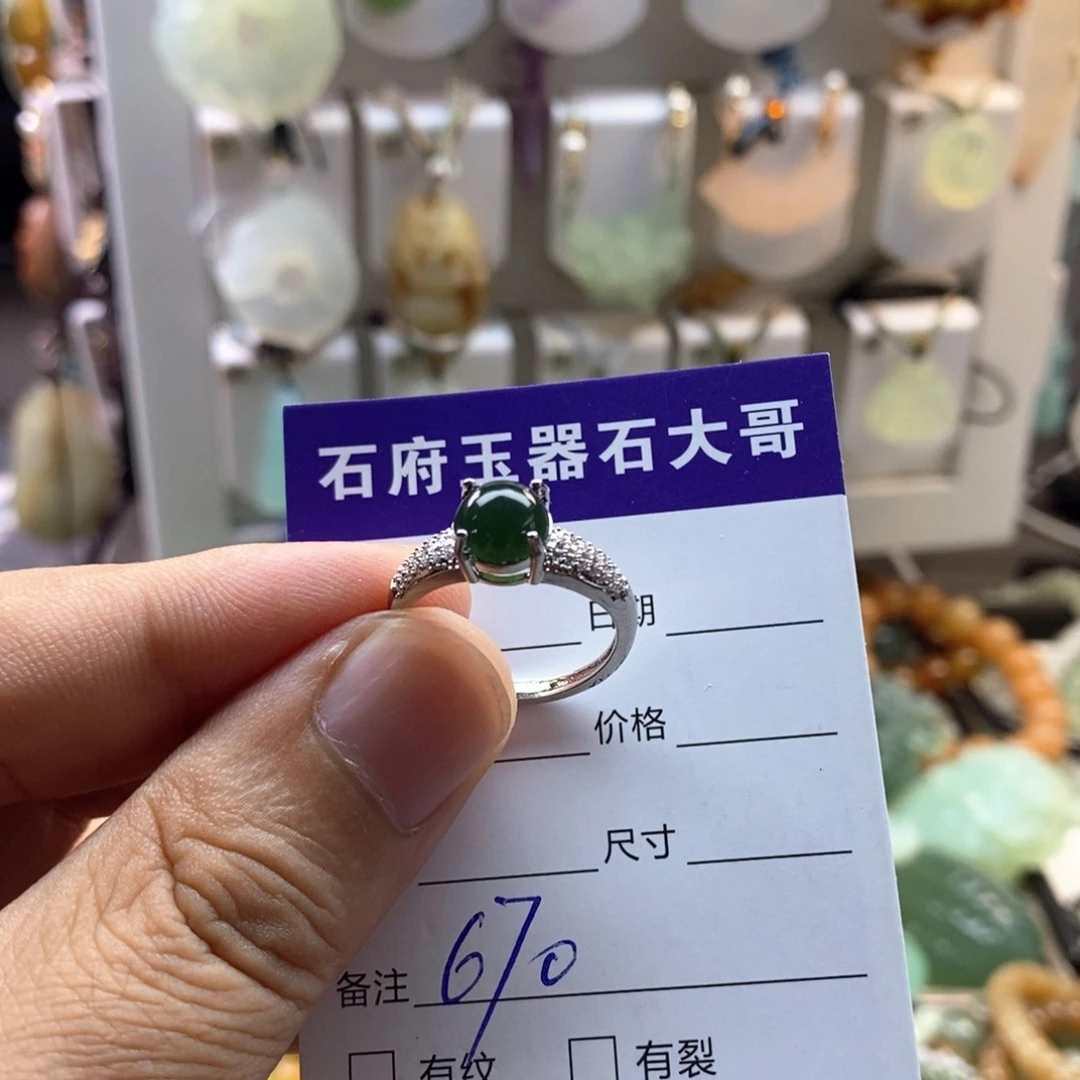 石府玉器石大哥
日期
价格
尺寸
备注 670
有纹 有裂